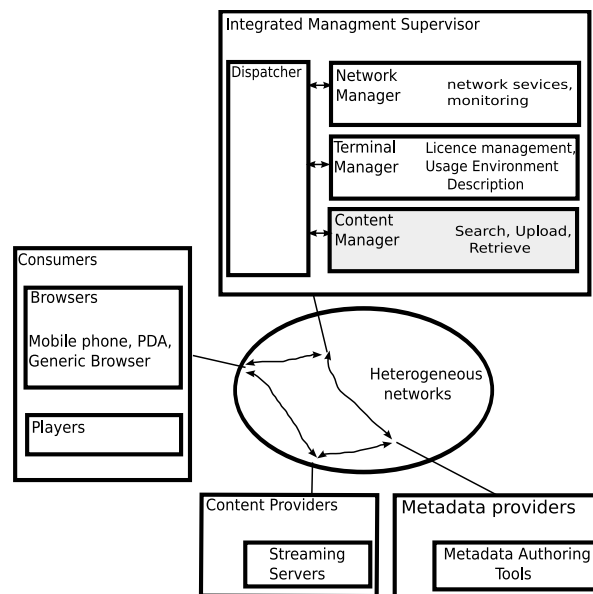 Integrated Managment Supervisor
Dispatcher
Network
Manager
network sevices,
monitoring
Terminal
Manager
Licence management,
Usage Environment
Description
Content
Manager
Search, Upload,
Retrieve
Consumers
Browsers
Mobile phone, PDA,
Generic Browser
Players
Heterogeneous
networks
Content Providers
Streaming
Servers
Metadata providers
Metadata Authoring
Tools